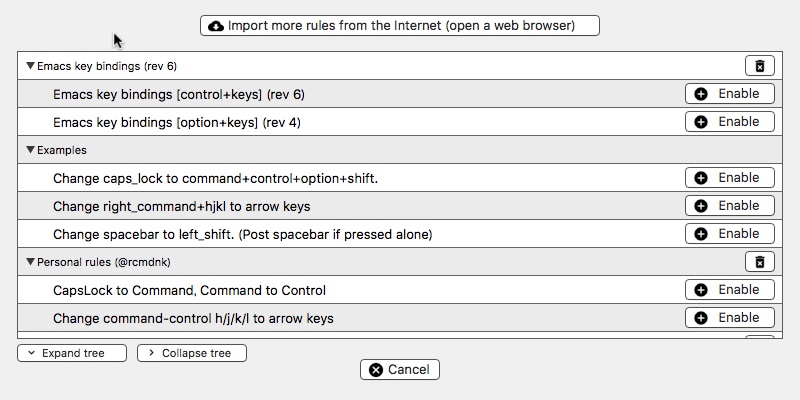 Import more rules from the Internet (open a web browser)
Emacs key bindings (rev 6)
Emacs key bindings [control+keys] (rev 6)
Enable
Emacs key bindings [option+keys] (rev 4)
Enable
Examples
Change caps_lock to command+control+option+shift.
Enable
Change right_command+hjkl to arrow keys
Enable
Change spacebar to left_shift. (Post spacebar if pressed alone)
Enable
Personal rules (@rcmdnk)
CapsLock to Command, Command to Control
Enable
Change command-control h/j/k/l to arrow keys
Enable
Expand tree
Collapse tree
Cancel